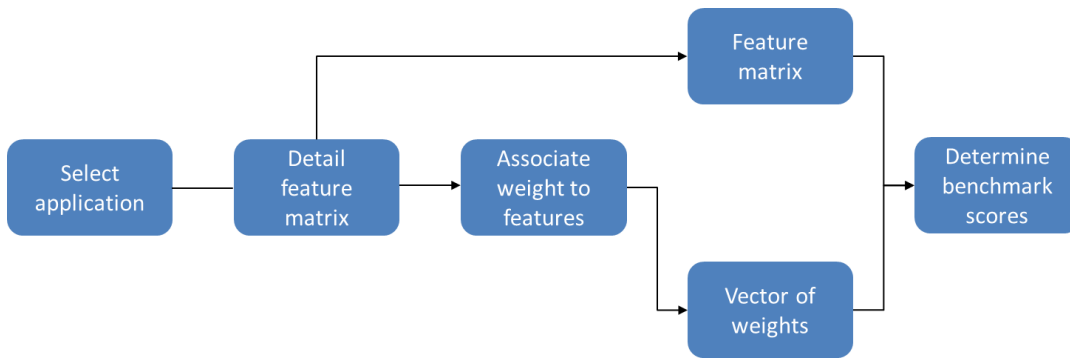 Select
application
Detail
feature
matrix
Associate
weight to
features
Feature
matrix
Vector of
weights
Determine
benchmark
scores